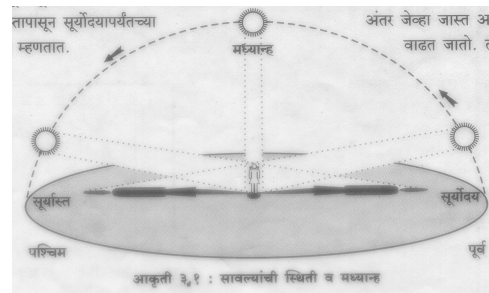 तापासून सूर्योदयापर्यंतच्या
म्हणतात.
अंतर जेव्हा जास्त
वाढत जातो.
मध्यान्ह
सूर्यास्त
सूर्योदय
पश्चिम
पूर्व
आकृती ३.१ : सावल्यांची स्थिती व मध्यान्ह